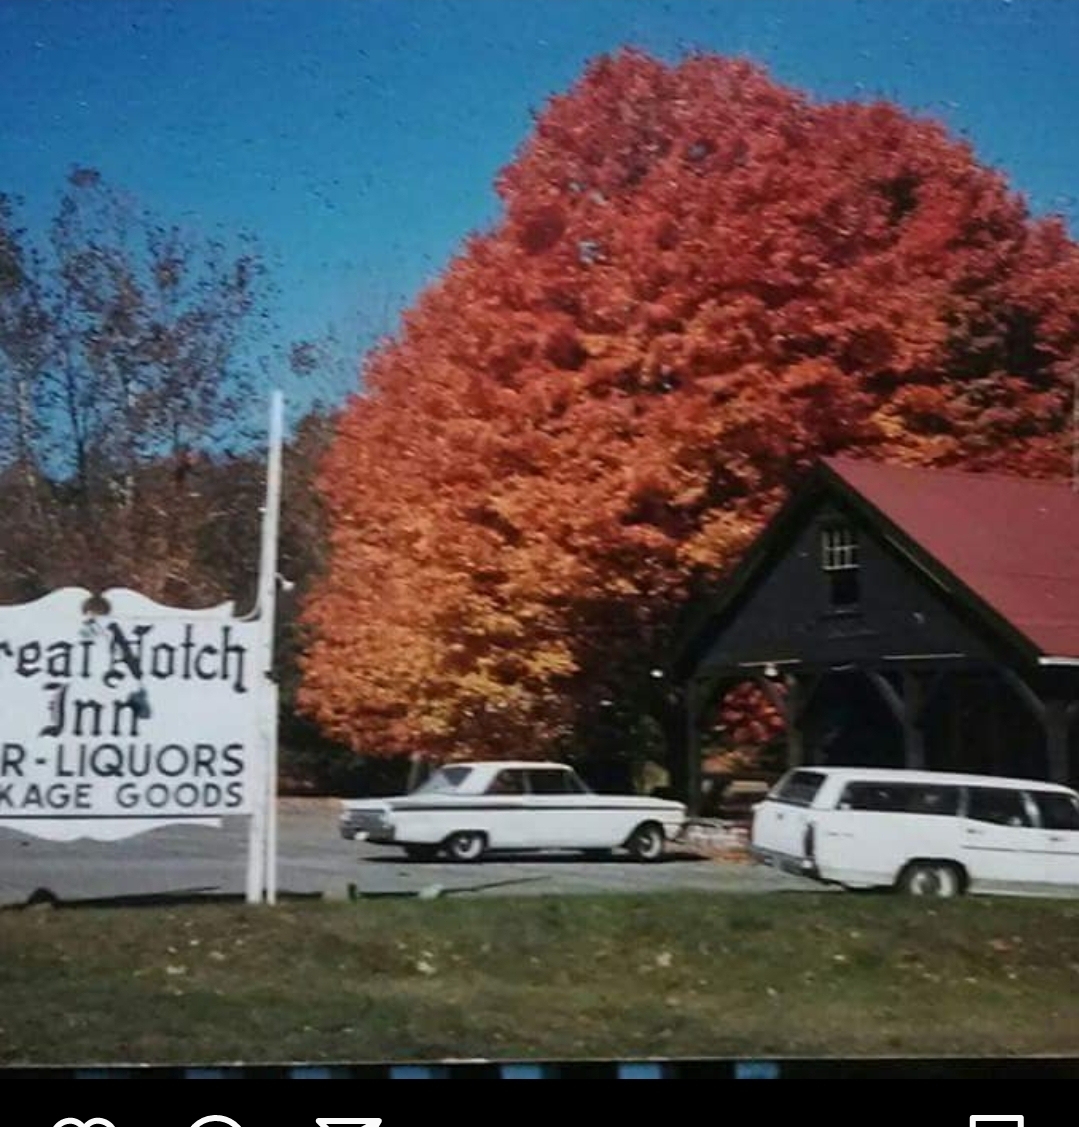 reat Notch
Inn
R-LIQUORS
KAGE GOODS